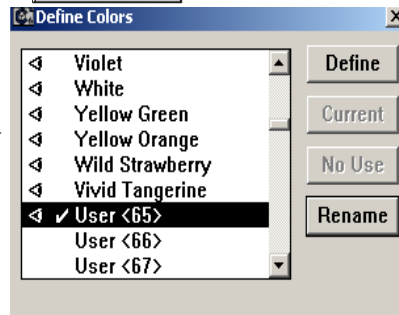 Define Colors
Violet
White
Yellow Green
Yellow Orange
Wild Strawberry
Vivid Tangerine
✓ User <65>
User <66>
User <67>
Define
Current
No Use
Rename